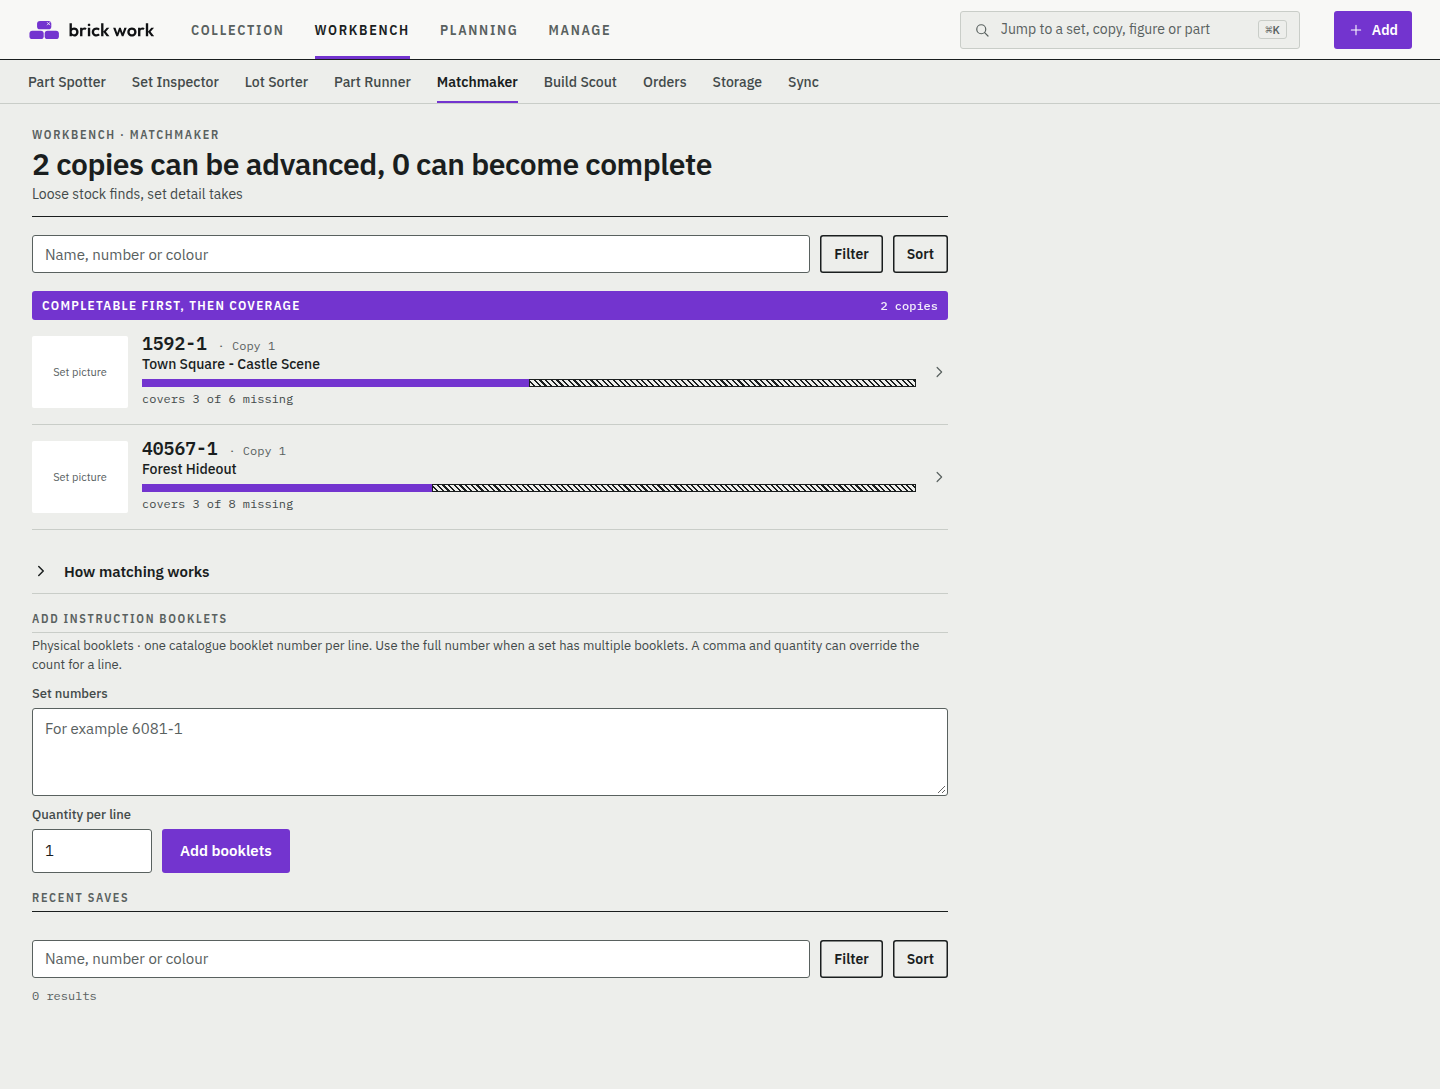 brick work
COLLECTION
WORKBENCH
PLANNING
MANAGE
Jump to a set, copy, figure or part
⌘K
+ Add
Part Spotter
Set Inspector
Lot Sorter
Part Runner
Matchmaker
Build Scout
Orders
Storage
Sync
WORKBENCH · MATCHMAKER
2 copies can be advanced, 0 can become complete
Loose stock finds, set detail takes
Name, number or colour
Filter
Sort
COMPLETABLE FIRST, THEN COVERAGE
2 copies
Set picture
1592-1 · Copy 1
Town Square - Castle Scene
covers 3 of 6 missing
Set picture
40567-1 · Copy 1
Forest Hideout
covers 3 of 8 missing
How matching works
ADD INSTRUCTION BOOKLETS
Physical booklets · one catalogue booklet number per line. Use the full number when a set has multiple booklets. A comma and quantity can override the
count for a line.
Set numbers
For example 6081-1
Quantity per line
1
Add booklets
RECENT SAVES
Name, number or colour
Filter
Sort
0 results